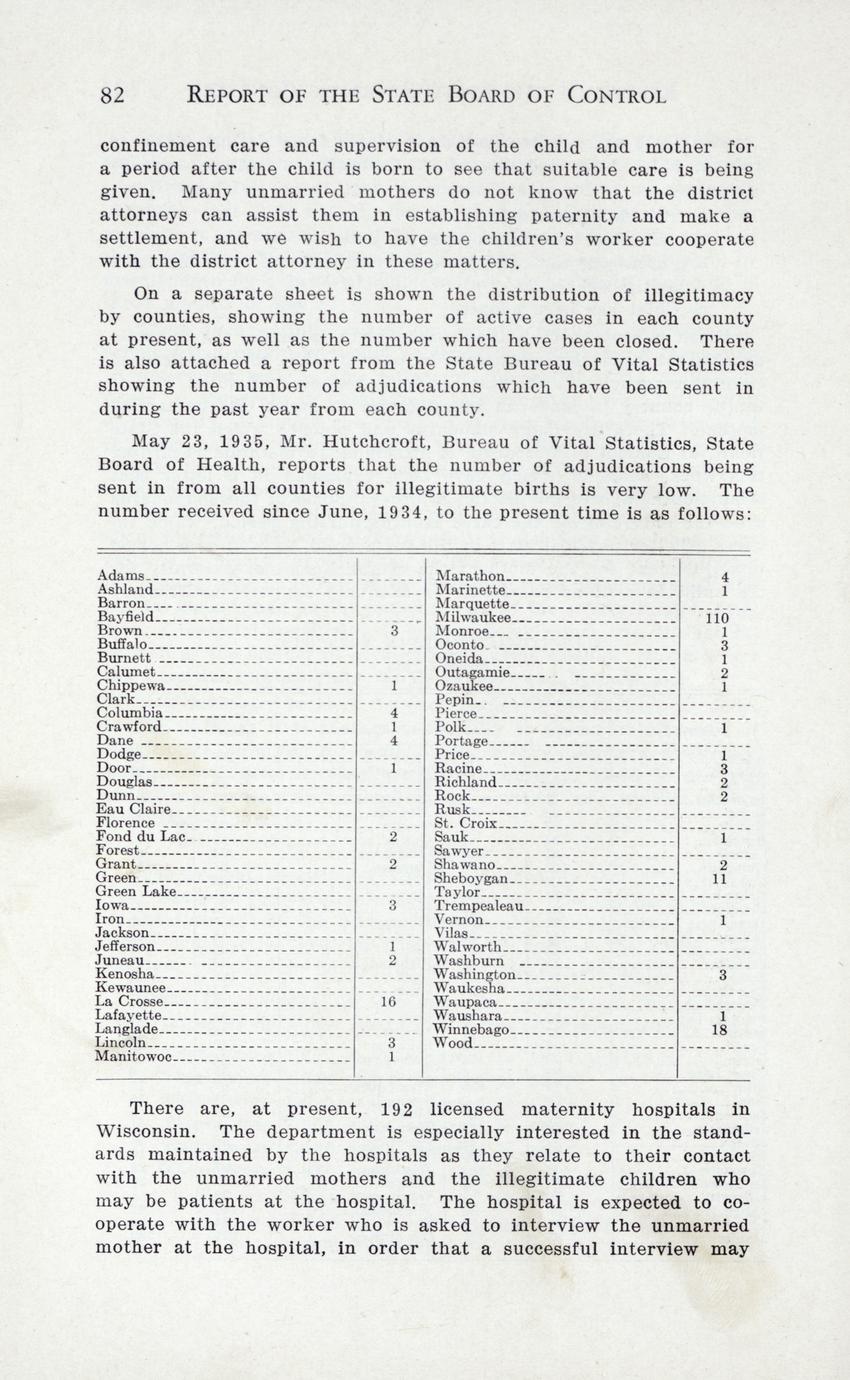 82 REPORT OF THE STATE BOARD OF CONTROL
confinement care and supervision of the child and mother for
a period after the child is born to see that suitable care is being
given. Many unmarried mothers do not know that the district
attorneys can assist them in establishing paternity and make a
settlement, and we wish to have the children's worker cooperate
with the district attorney in these matters.
On a separate sheet is shown the distribution of illegitimacy
by counties, showing the number of active cases in each county
at present, as well as the number which have been closed. There
is also attached a report from the State Bureau of Vital Statistics
showing the number of adjudications which have been sent in
during the past year from each county.
May 23, 1935, Mr. Hutchcroft, Bureau of Vital Statistics, State
Board of Health, reports that the number of adjudications being
sent in from all counties for illegitimate births is very low. The
number received since June, 1934, to the present time is as follows:
Adams
Ashland
Barron
Bayfield
Brown 3
Buffalo
Burnett
Calumet
Chippewa 1
Clark
Columbia 4
Crawford 1
Dane 4
Dodge
Door 1
Douglas
Dunn
Eau Claire
Florence
Fond du Lac 2
Forest
Grant 2
Green
Green Lake
Iowa 3
Iron
Jackson
Jefferson 1
Juneau 2
Kenosha
Kewaunee
La Crosse 16
Lafayette
Langlade
Lincoln 3
Manitowoc 1
Marathon 4
Marinette 1
Marquette
Milwaukee 110
Monroe 1
Oconto 3
Oneida 1
Outagamie 2
Ozaukee 1
Pepin
Pierce
Polk 1
Portage
Price 1
Racine 3
Richland 2
Rock 2
Rusk
St. Croix
Sauk 1
Sawyer
Shawano 2
Sheboygan 11
Taylor
Trempealeau
Vernon 1
Vilas
Walworth
Washburn
Washington 3
Waukesha
Waupaca
Waushara 1
Winnebago 18
Wood
There are, at present, 192 licensed maternity hospitals in
Wisconsin. The department is especially interested in the stand-
ards maintained by the hospitals as they relate to their contact
with the unmarried mothers and the illegitimate children who
may be patients at the hospital. The hospital is expected to co-
operate with the worker who is asked to interview the unmarried
mother at the hospital, in order that a successful interview may